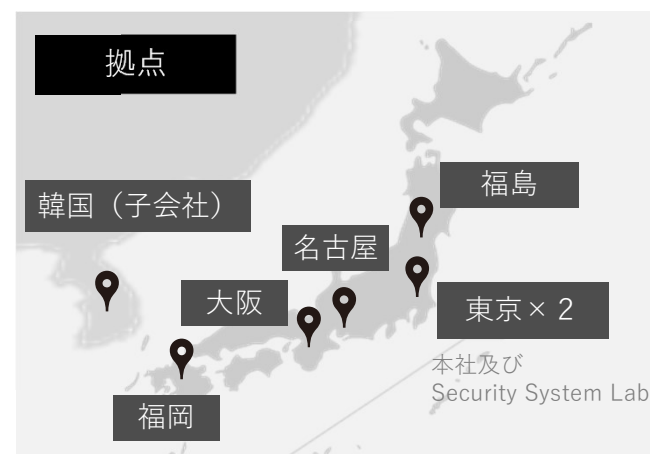 拠点
福島
韓国（子会社）
名古屋
大阪
東京×２
本社及び
Security System Lab
福岡